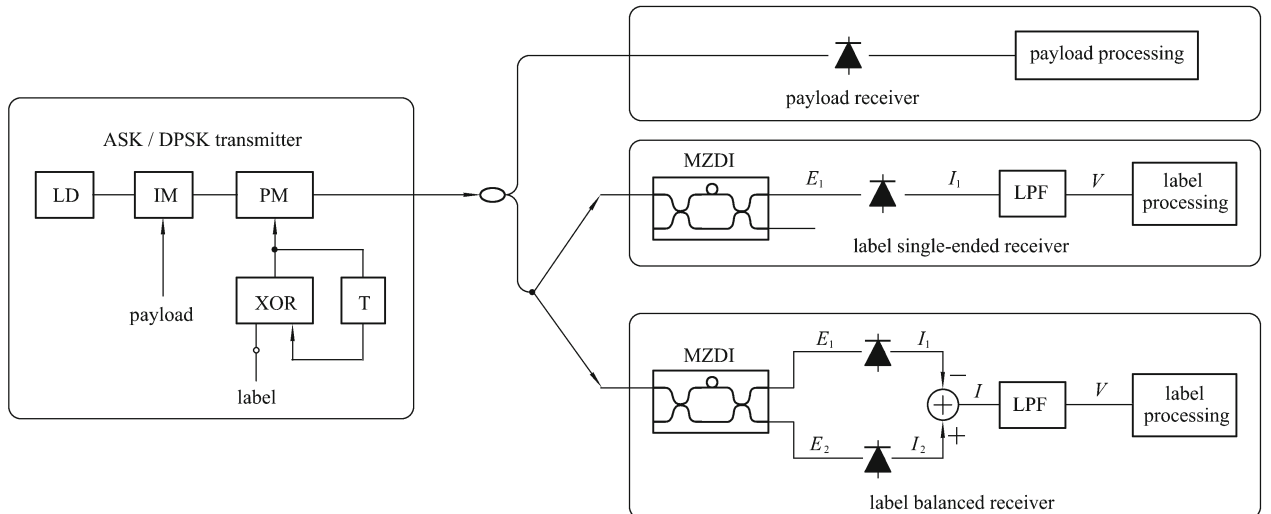 ASK / DPSK transmitter
LD
IM
PM
XOR
T
payload
label
payload processing
payload receiver
MZDI
E₁
I₁
LPF
V
label
processing
label single-ended receiver
MZDI
E₁
I₁
−
+
I
LPF
V
label
processing
E₂
I₂
+
label balanced receiver